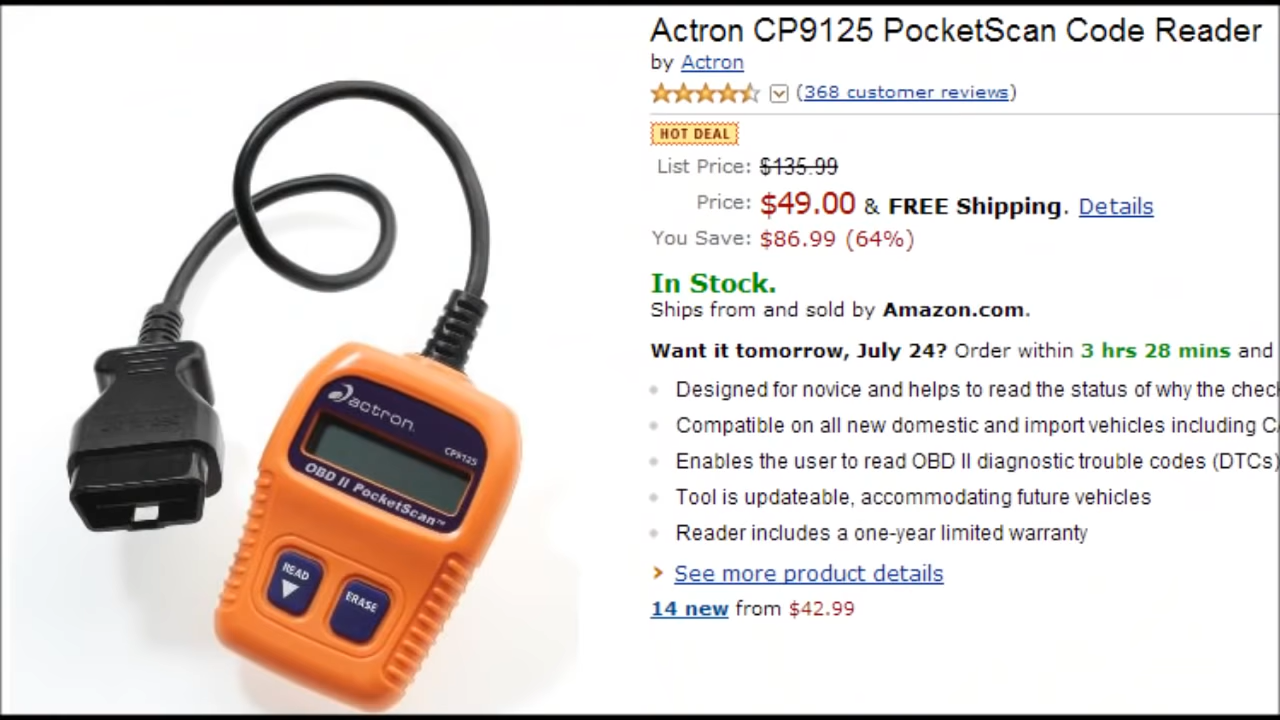 Actron CP9125 PocketScan Code Reader
by Actron
(368 customer reviews)
HOT DEAL
List Price: $135.99
Price: $49.00 & FREE Shipping. Details
You Save: $86.99 (64%)
In Stock.
Ships from and sold by Amazon.com.
Want it tomorrow, July 24? Order within 3 hrs 28 mins and
Designed for novice and helps to read the status of why the chec
Compatible on all new domestic and import vehicles including C
Enables the user to read OBD II diagnostic trouble codes (DTCs)
Tool is updateable, accommodating future vehicles
Reader includes a one-year limited warranty
See more product details
14 new from $42.99
actron.
CP9125
OBD II PocketScan™
READ
ERASE